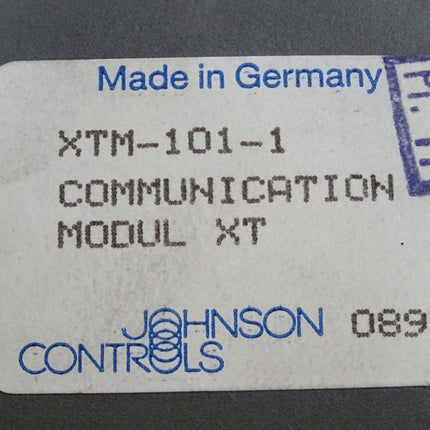 Made in Germany
XTM-101-1
COMMUNICATION
MODUL XT
JOHNSON 089
CONTROLS